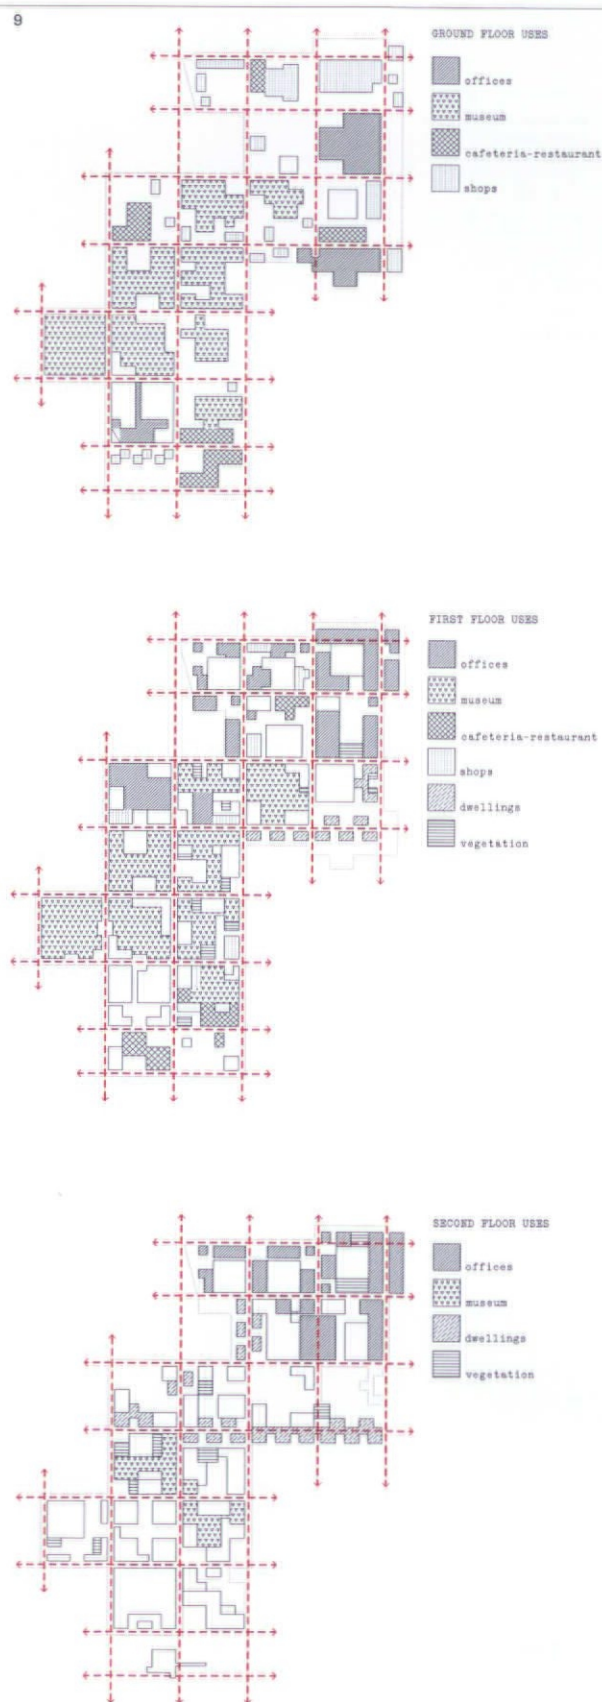 9
GROUND FLOOR USES
offices
museum
cafeteria-restaurant
shops
FIRST FLOOR USES
offices
museum
cafeteria-restaurant
shops
dwellings
vegetation
SECOND FLOOR USES
offices
museum
dwellings
vegetation